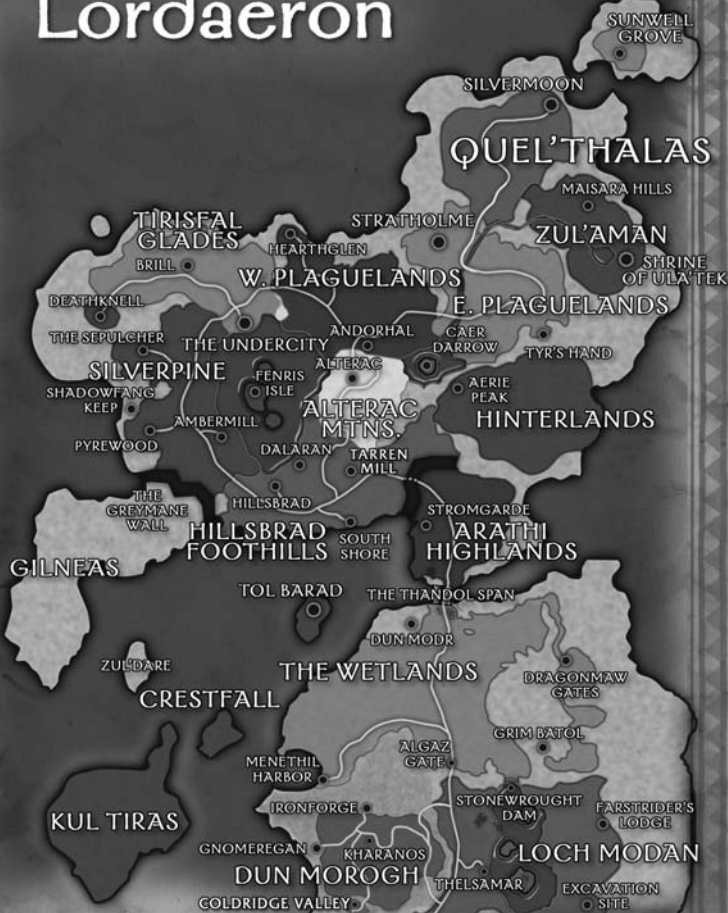 Lordaeron
SUNWELL
GROVE
SILVERMOON
QUEL'THALAS
MAISARA HILLS
TIRISFAL
GLADES
STRATHOLME
ZUL'AMAN
HEARTHGLEN
BRILL
SHRINE
OF ULA'TEK
W. PLAGUELANDS
DEATHKNELL
E. PLAGUELANDS
THE SEPULCHER
THE UNDERCITY
ANDORHAL
CAER
DARROW
TYR'S HAND
SILVERPINE
FENRIS
ISLE
ALTERAC
SHADOWFANG
KEEP
AERIE
PEAK
ALTERAC
MTNS.
HINTERLANDS
AMBERMILL
PYREWOOD
DALARAN
TARREN
MILL
THE
GREYMANE
WALL
HILLSBRAD
STROMGARDE
HILLSBRAD
FOOTHILLS
SOUTH
SHORE
ARATHI
HIGHLANDS
GILNEAS
TOL BARAD
THE THANDOL SPAN
DUN MODR
ZUL'DARE
THE WETLANDS
DRAGONMAW
GATES
CRESTFALL
GRIM BATOL
ALGAZ
GATE
MENETHIL
HARBOR
IRONFORGE
STONEWROUGHT
DAM
FARSTRIDER'S
LODGE
KUL TIRAS
GNOMEREGAN
KHARANOS
LOCH MODAN
DUN MOROGH
THELSAMAR
EXCAVATION
SITE
COLDRIDGE VALLEY